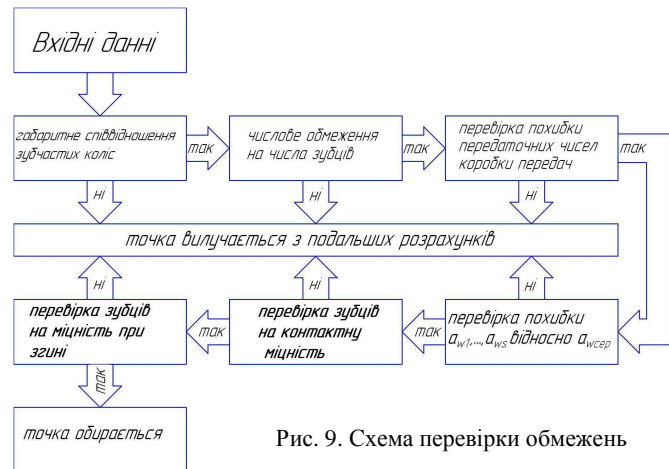 Вхідні данні
габаритне співвідношення
зубчастих коліс
так
числове обмеження
на числа зубців
так
перевірка похибки
передаточних чисел
коробки передач
так
ні
ні
ні
точка вилучається з подальших розрахунків
ні
ні
ні
перевірка зубців
на міцність при
згині
так
перевірка зубців
на контактну
міцність
так
перевірка похибки
aw1,...,aws відносно awсер
так
точка обирається
Рис. 9. Схема перевірки обмежень